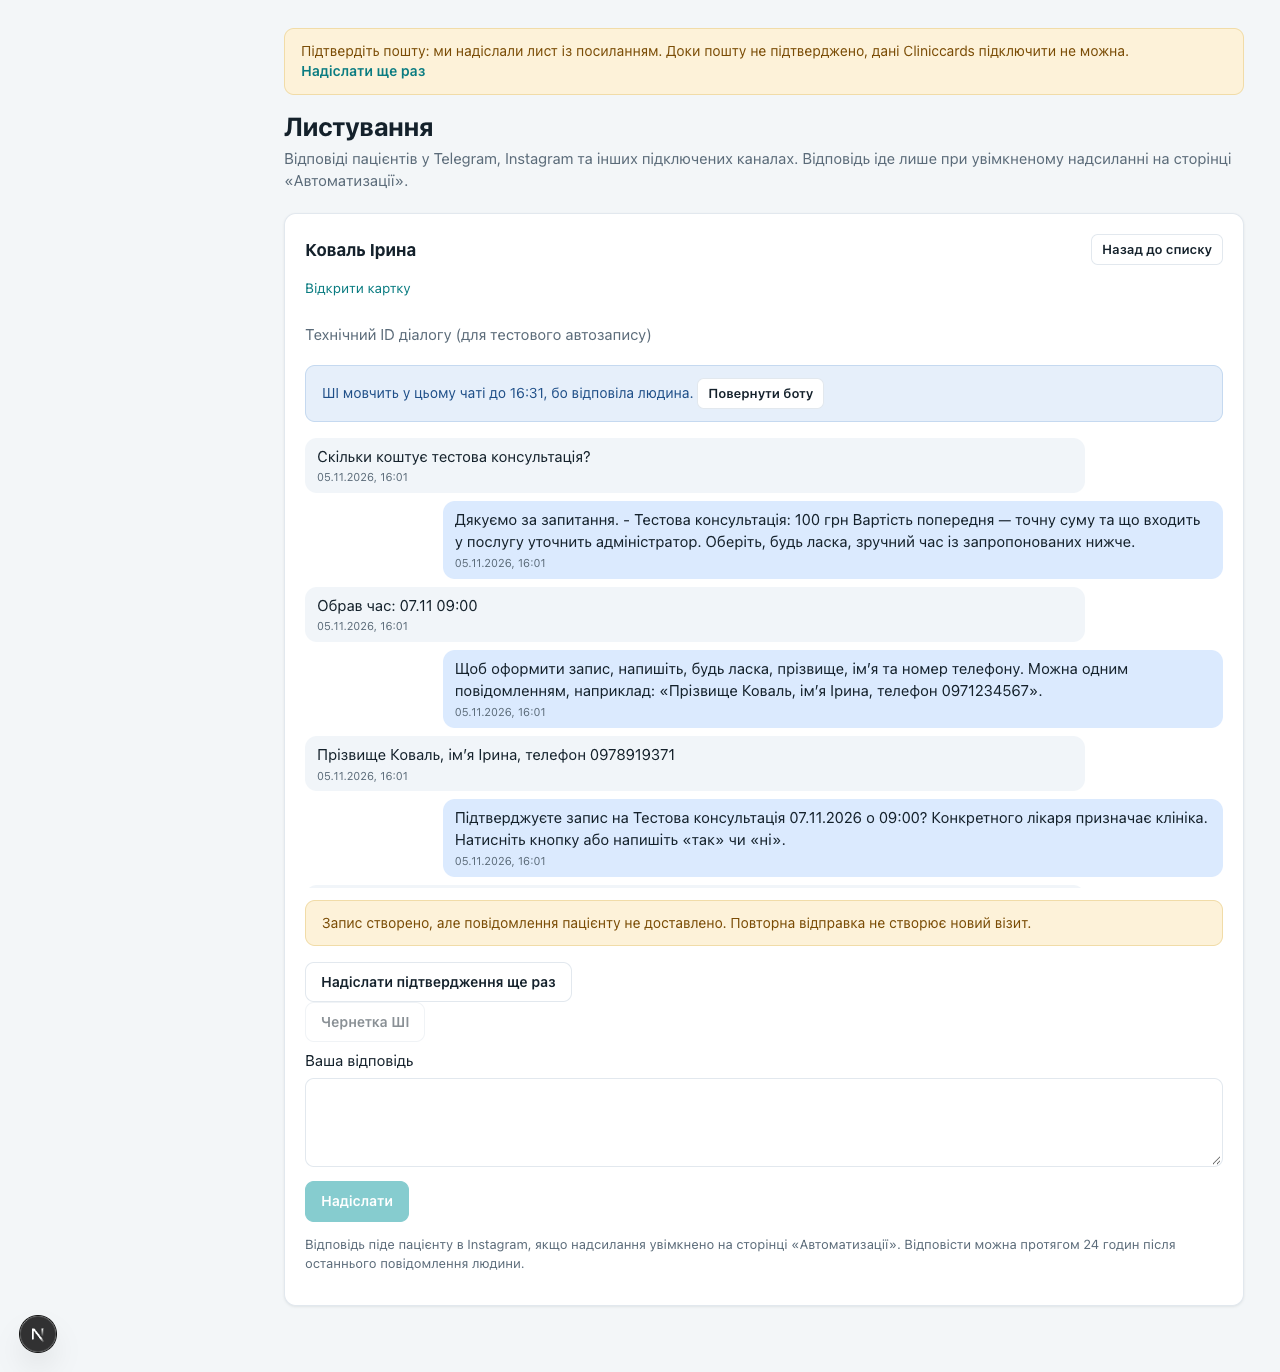 Підтвердіть пошту: ми надіслали лист із посиланням. Доки пошту не підтверджено, дані Cliniccards підключити не можна.
Надіслати ще раз
Листування
Відповіді пацієнтів у Telegram, Instagram та інших підключених каналах. Відповідь іде лише при увімкненому надсиланні на сторінці
«Автоматизації».
Коваль Ірина
Назад до списку
Відкрити картку
Технічний ID діалогу (для тестового автозапису)
ШІ мовчить у цьому чаті до 16:31, бо відповіла людина.
Повернути боту
Скільки коштує тестова консультація?
05.11.2026, 16:01
Дякуємо за запитання. - Тестова консультація: 100 грн Вартість попередня — точну суму та що входить
у послугу уточнить адміністратор. Оберіть, будь ласка, зручний час із запропонованих нижче.
05.11.2026, 16:01
Обрав час: 07.11 09:00
05.11.2026, 16:01
Щоб оформити запис, напишіть, будь ласка, прізвище, ім’я та номер телефону. Можна одним
повідомленням, наприклад: «Прізвище Коваль, ім’я Ірина, телефон 0971234567».
05.11.2026, 16:01
Прізвище Коваль, ім’я Ірина, телефон 0978919371
05.11.2026, 16:01
Підтверджуєте запис на Тестова консультація 07.11.2026 о 09:00? Конкретного лікаря призначає клініка.
Натисніть кнопку або напишіть «так» чи «ні».
05.11.2026, 16:01
Запис створено, але повідомлення пацієнту не доставлено. Повторна відправка не створює новий візит.
Надіслати підтвердження ще раз
Чернетка ШІ
Ваша відповідь
Надіслати
Відповідь піде пацієнту в Instagram, якщо надсилання увімкнено на сторінці «Автоматизації». Відповісти можна протягом 24 годин після
останнього повідомлення людини.
N